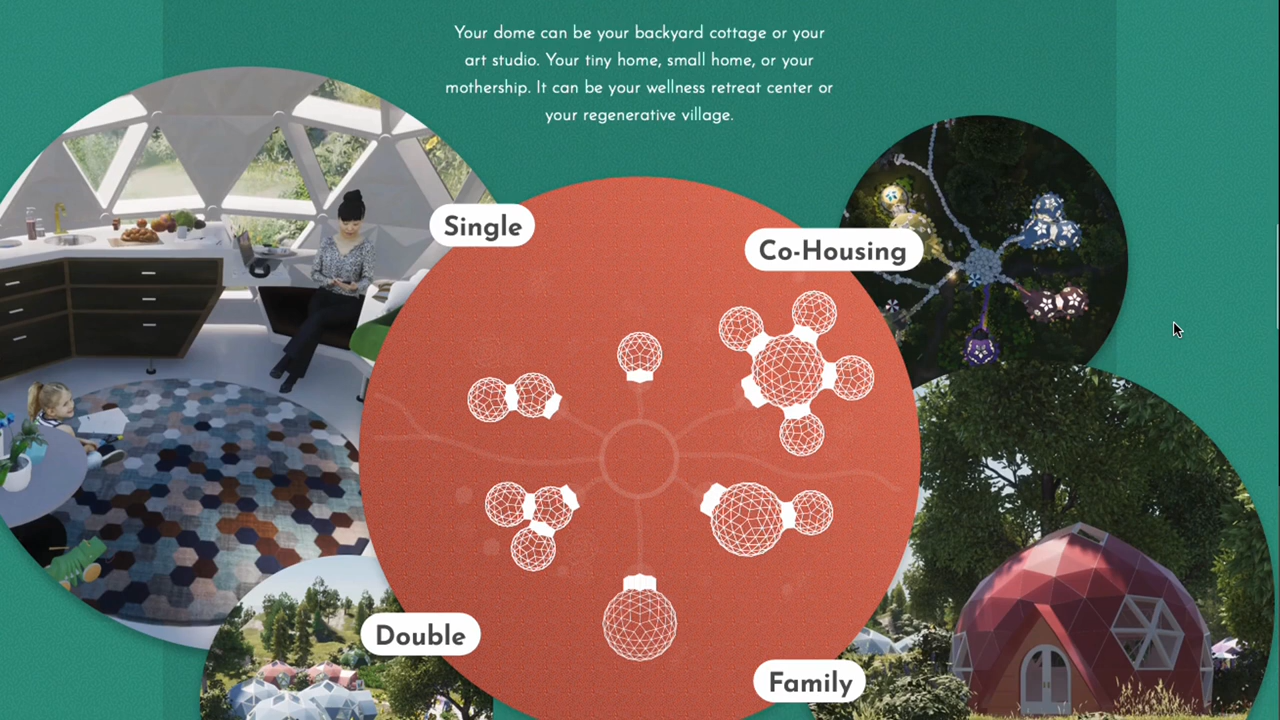 Your dome can be your backyard cottage or your
art studio. Your tiny home, small home, or your
mothership. It can be your wellness retreat center or
your regenerative village.
Single
Co-Housing
Double
Family